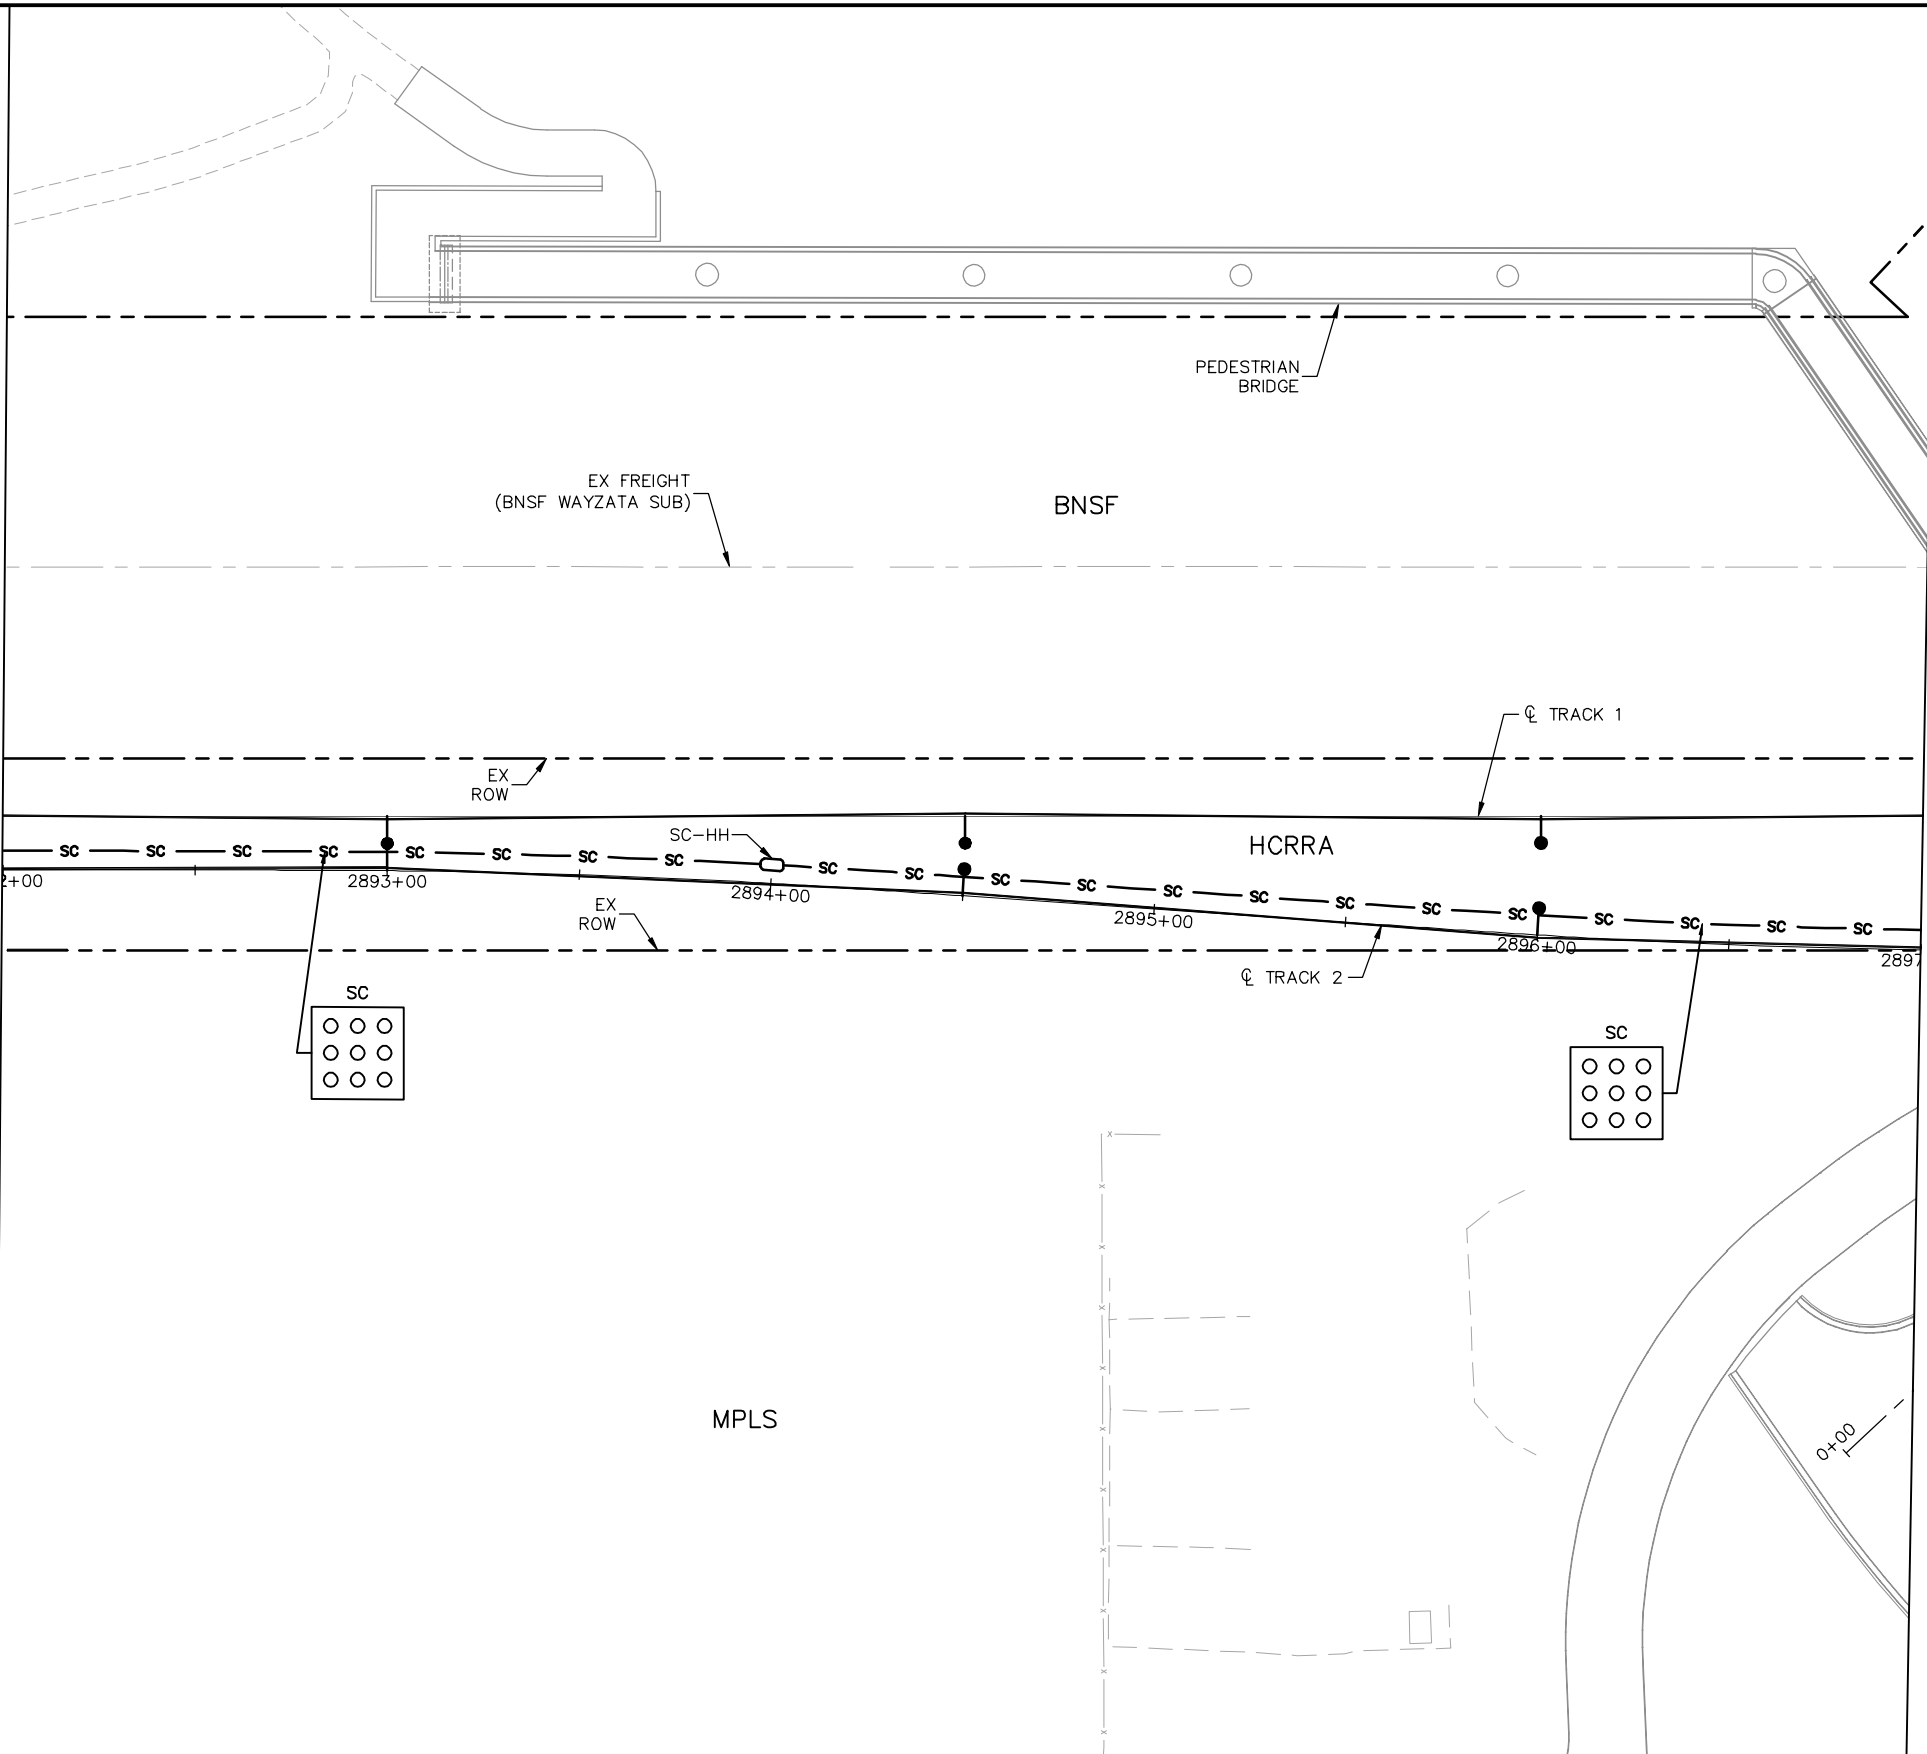 PEDESTRIAN
BRIDGE
EX FREIGHT
(BNSF WAYZATA SUB)
BNSF
℄ TRACK 1
EX
ROW
SC-HH
HCRRA
SC SC SC SC SC SC SC SC SC SC SC SC SC SC SC SC SC SC SC SC SC
2+00
2893+00
2894+00
2895+00
2896+00
2897
EX
ROW
℄ TRACK 2
SC
SC
MPLS
0+00